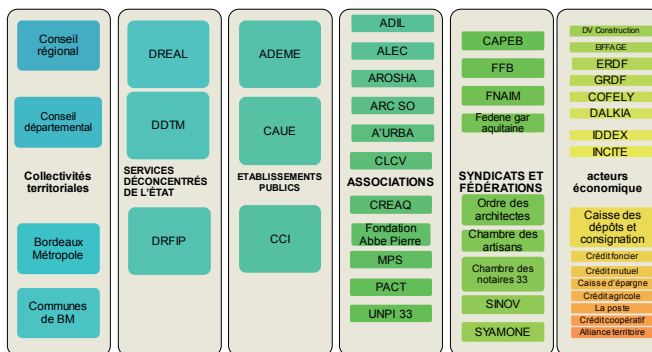 Conseil
régional
Conseil
départemental
Collectivités
territoriales
Bordeaux
Métropole
Communes
de BM
DREAL
DDTM
SERVICES
DÉCONCENTRÉS
DE L'ÉTAT
DRFIP
ADEME
CAUE
ETABLISSEMENTS
PUBLICS
CCI
ADIL
ALEC
AROSHA
ARC SO
A'URBA
CLCV
ASSOCIATIONS
CREAQ
Fondation
Abbe Pierre
MPS
PACT
UNPI 33
CAPEB
FFB
FNAIM
Fedene gar
aquitaine
SYNDICATS ET
FÉDÉRATIONS
Ordre des
architectes
Chambre des
artisans
Chambre des
notaires 33
SINOV
SYAMONE
DV Construction
EIFFAGE
ERDF
GRDF
COFELY
DALKIA
IDDEX
INCITE
acteurs
économique
Caisse des
dépôts et
consignation
Crédit foncier
Crédit mutuel
Caisse d'épargne
Crédit agricole
La poste
Crédit coopératif
Alliance territoire